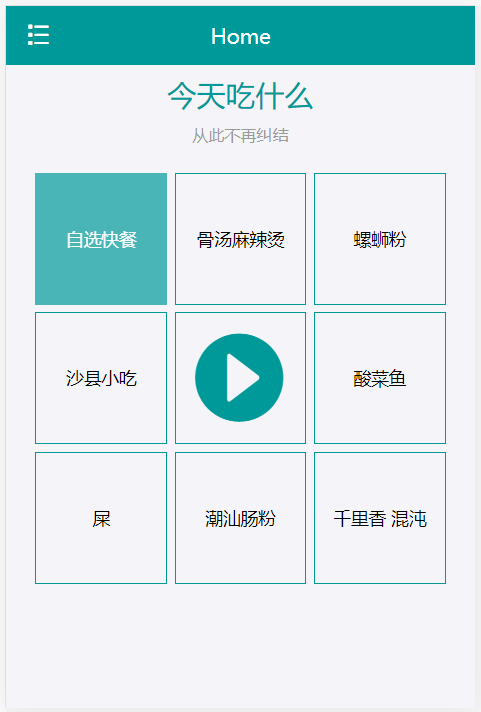 Home
今天吃什么
从此不再纠结
自选快餐
骨汤麻辣烫
螺蛳粉
沙县小吃
酸菜鱼
屎
潮汕肠粉
千里香 混沌